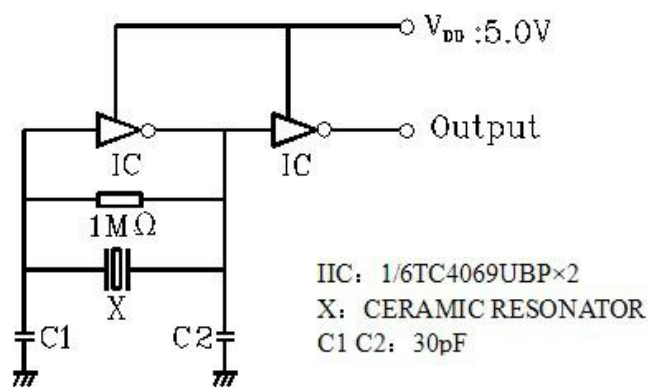 V_DD:5.0V
Output
IC
IC
1MΩ
X
C1
C2
IIC：1/6TC4069UBP×2
X：CERAMIC RESONATOR
C1 C2：30pF